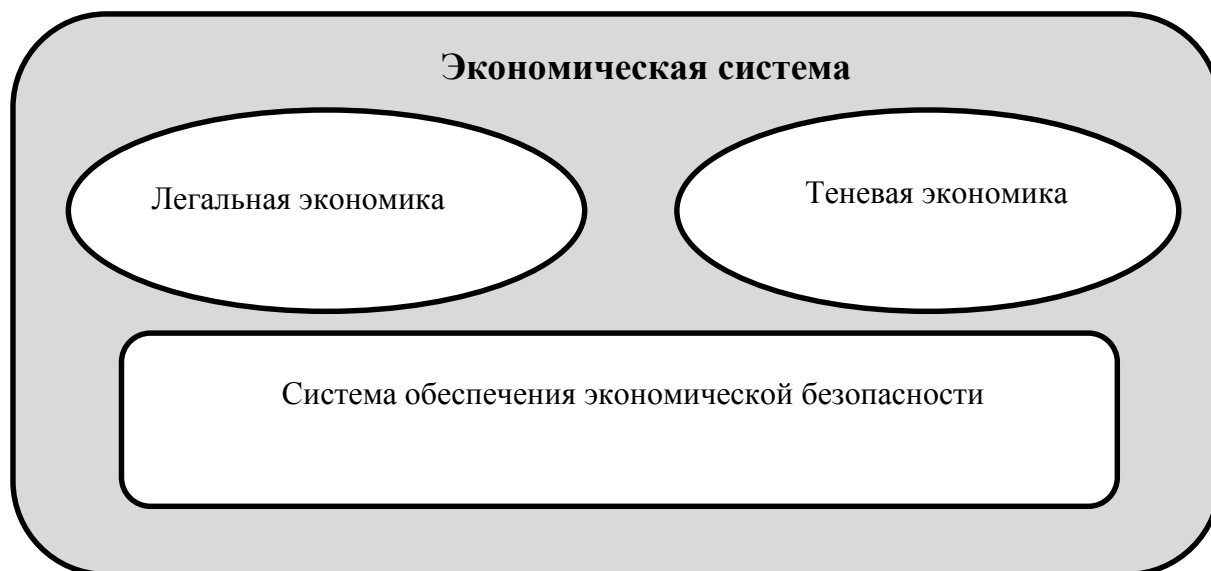 Экономическая система
Легальная экономика
Теневая экономика
Система обеспечения экономической безопасности